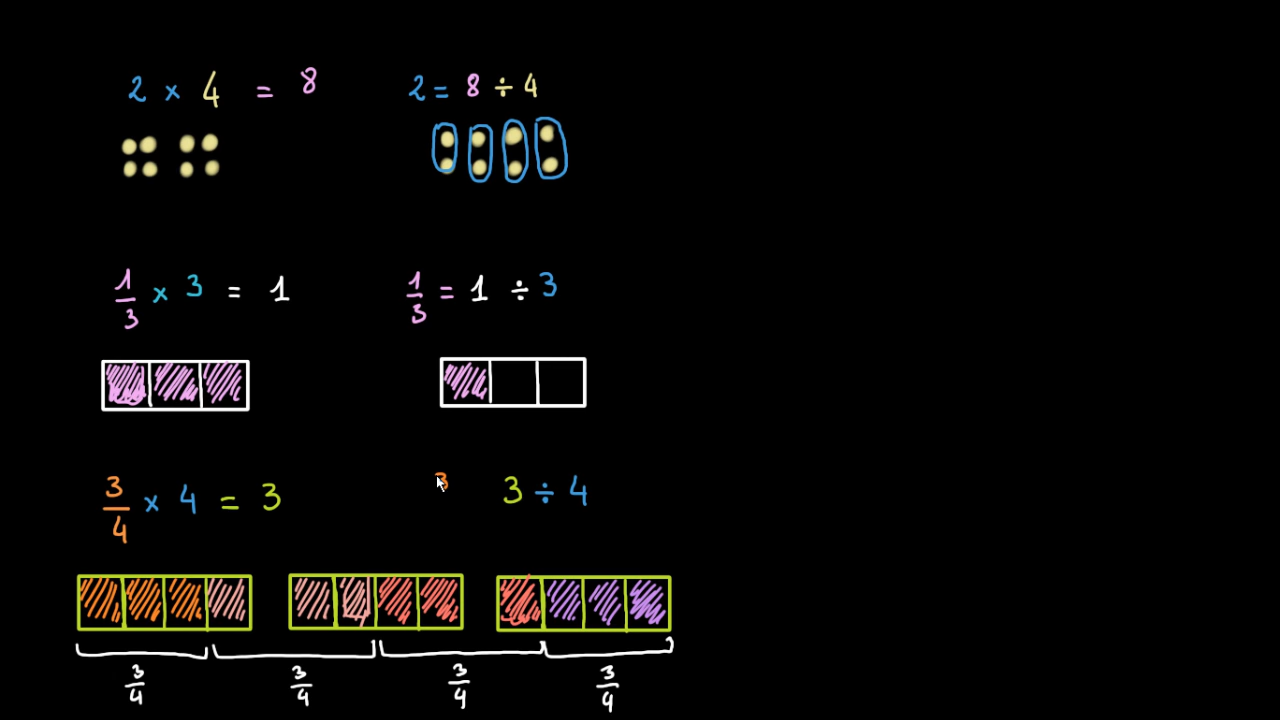 2 × 4 = 8
2 = 8 ÷ 4
1/3 × 3 = 1
1/3 = 1 ÷ 3
3/4 × 4 = 3
3 3 ÷ 4
3/4 3/4 3/4 3/4